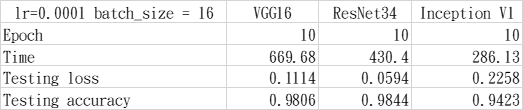 lr=0.0001 batch_size = 16 VGG16 ResNet34 Inception V1
Epoch 10 10 10
Time 669.68 430.4 286.13
Testing loss 0.1114 0.0594 0.2258
Testing accuracy 0.9806 0.9844 0.9423